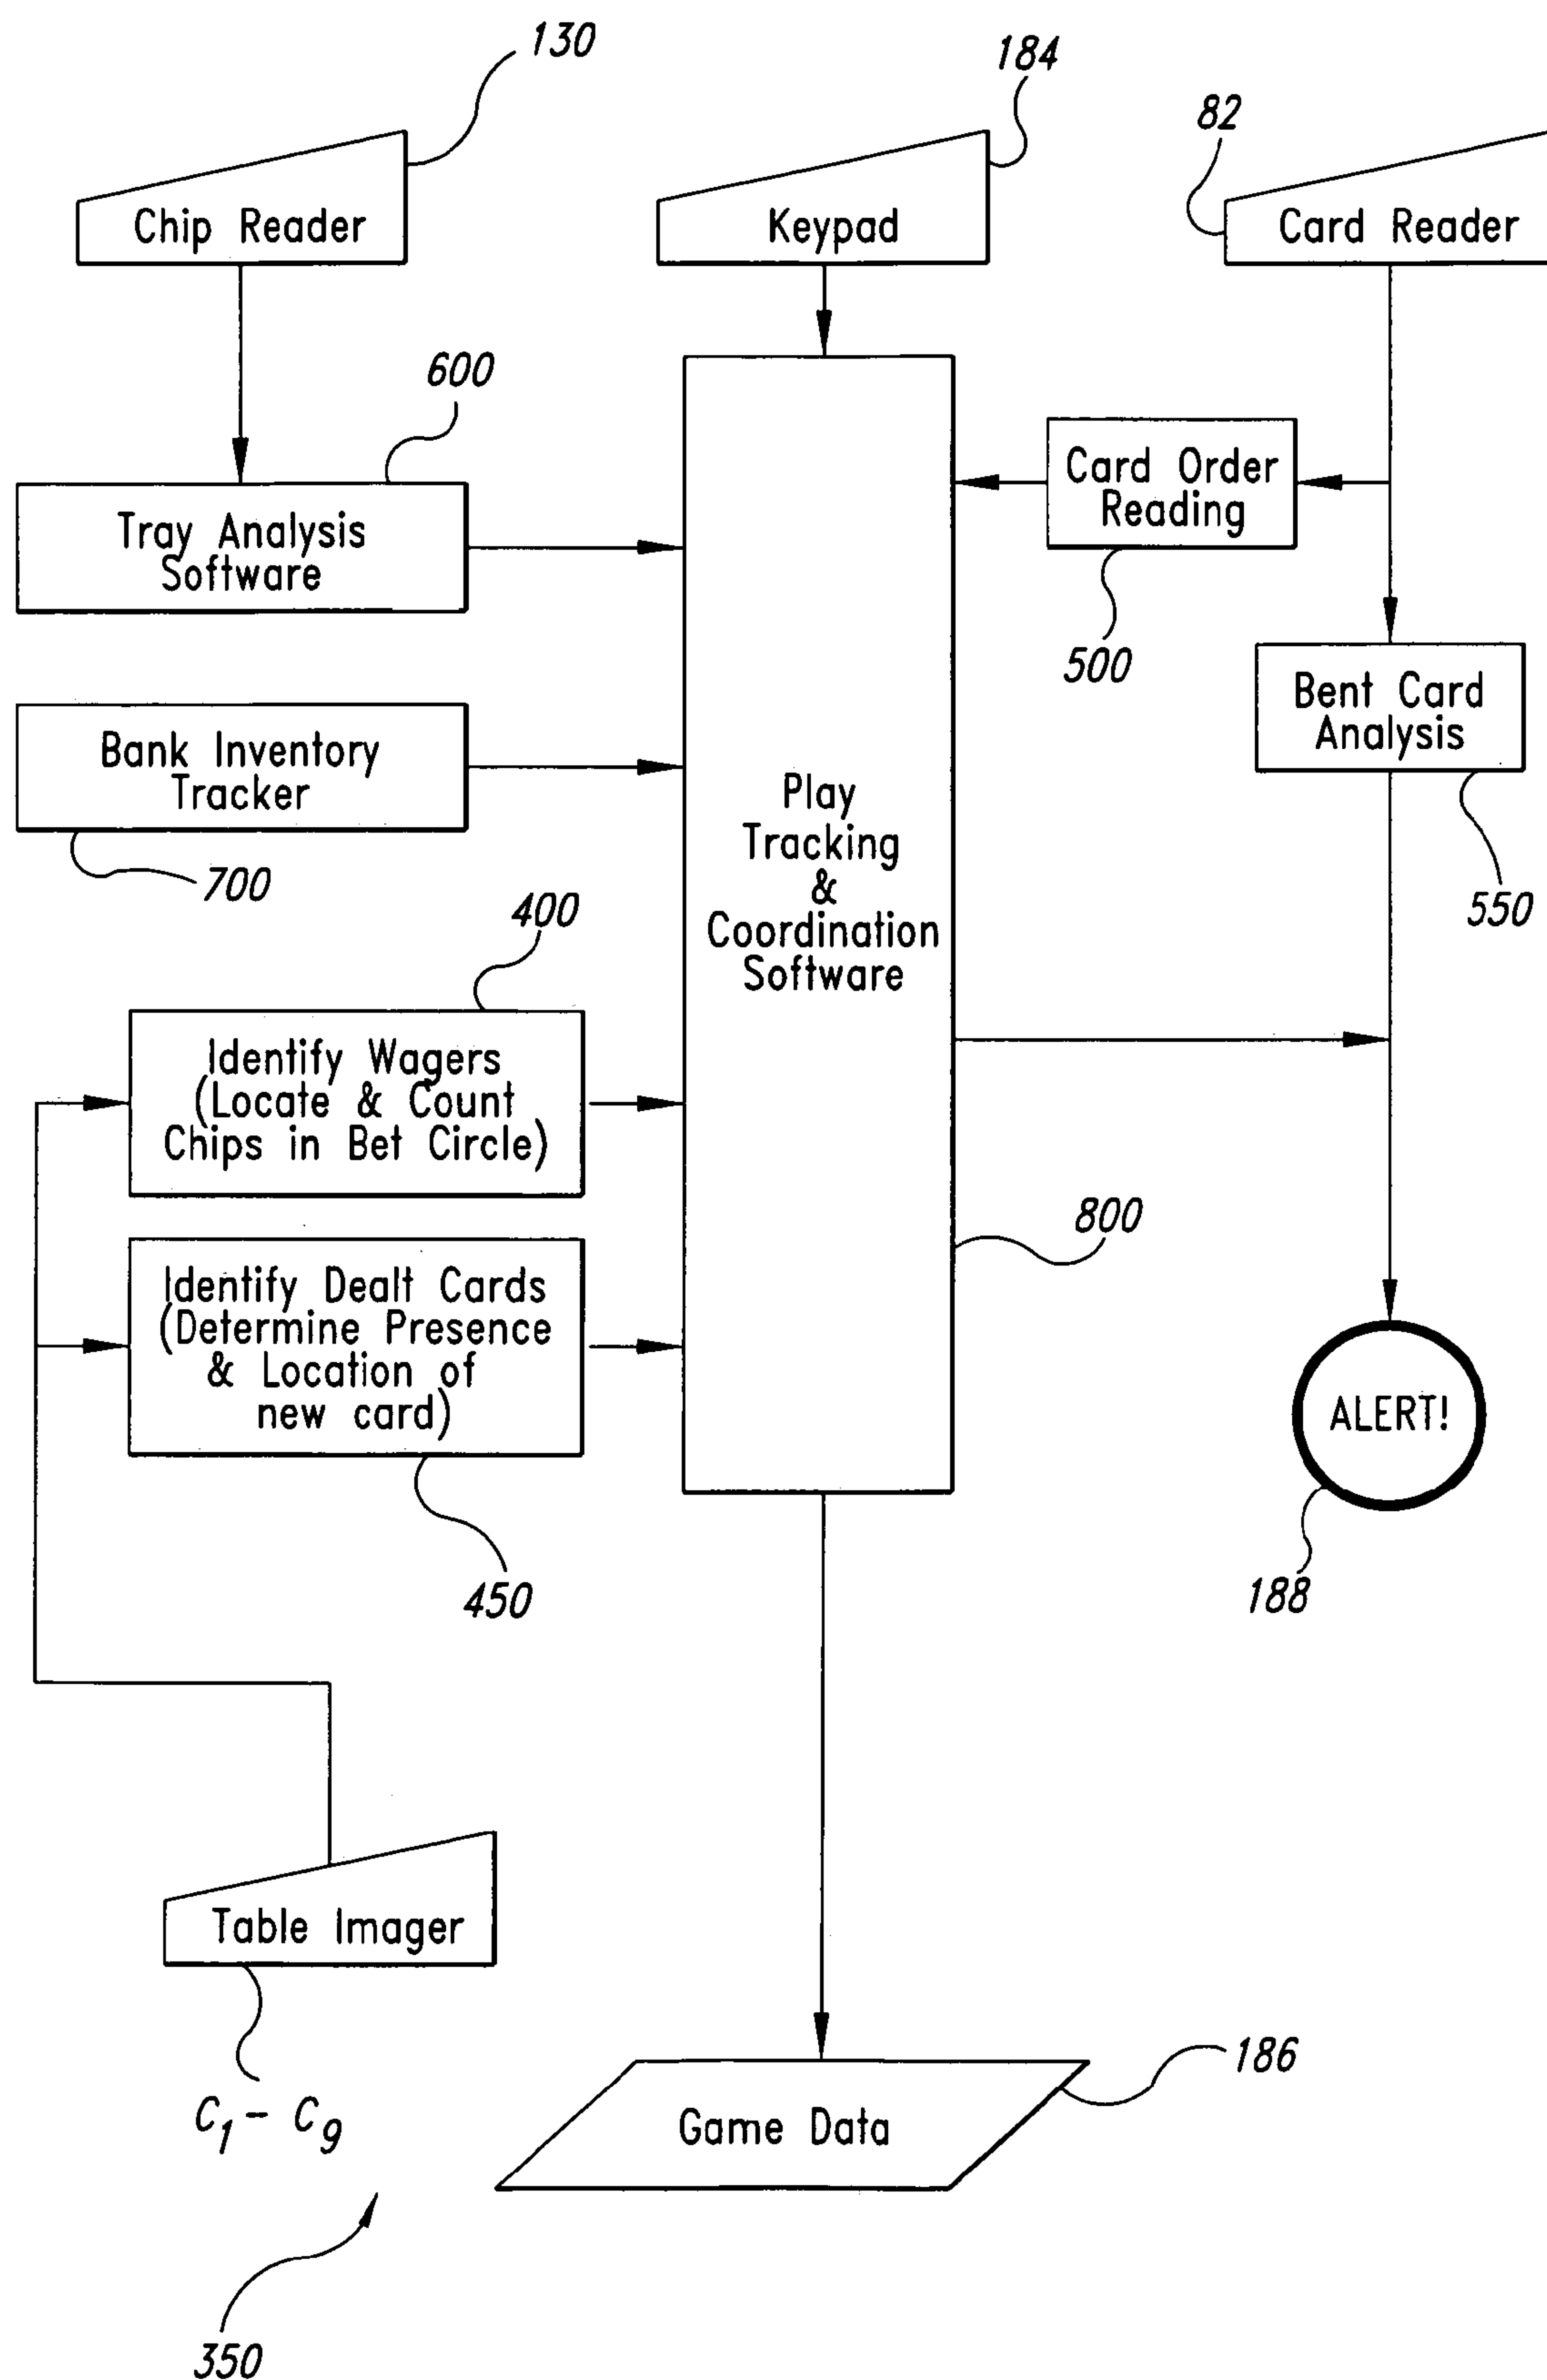 130
184
82
Chip Reader
Keypad
Card Reader
600
Tray Analysis
Software
Card Order
Reading
500
Bank Inventory
Tracker
700
Bent Card
Analysis
550
Play
Tracking
&
Coordination
Software
400
Identify Wagers
(Locate & Count
Chips in Bet Circle)
800
Identify Dealt Cards
(Determine Presence
& Location of
new card)
450
ALERT!
188
Table Imager
C1– C9
186
Game Data
350